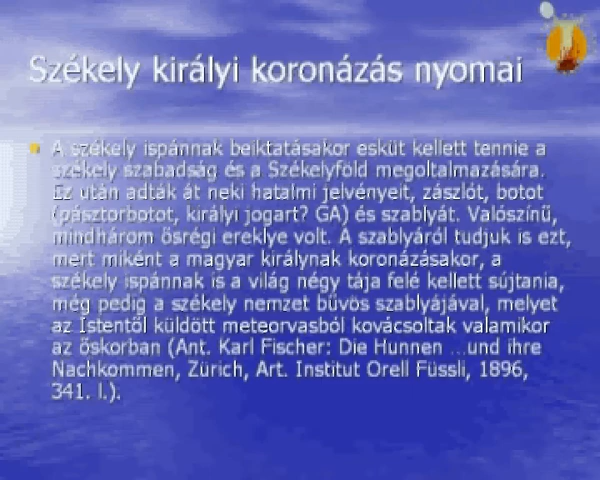 Székely királyi koronázás nyomai
A székely ispánnak beiktatásakor esküt kellett tennie a
székely szabadság és a Székelyföld megoltalmazására.
Ez után adták át neki hatalmi jelvényeit, zászlót, botot
(pásztorbotot, királyi jogart? GA) és szablyát. Valószínű,
mindhárom ősrégi ereklye volt. A szablyáról tudjuk is ezt,
mert miként a magyar királynak koronázásakor, a
székely ispánnak is a világ négy tája felé kellett sújtania,
még pedig a székely nemzet bűvös szablyájával, melyet
az Istentől küldött meteorvasból kovácsoltak valamikor
az őskorban (Ant. Karl Fischer: Die Hunnen ...und ihre
Nachkommen, Zürich, Art. Institut Orell Füssli, 1896,
341. l.).